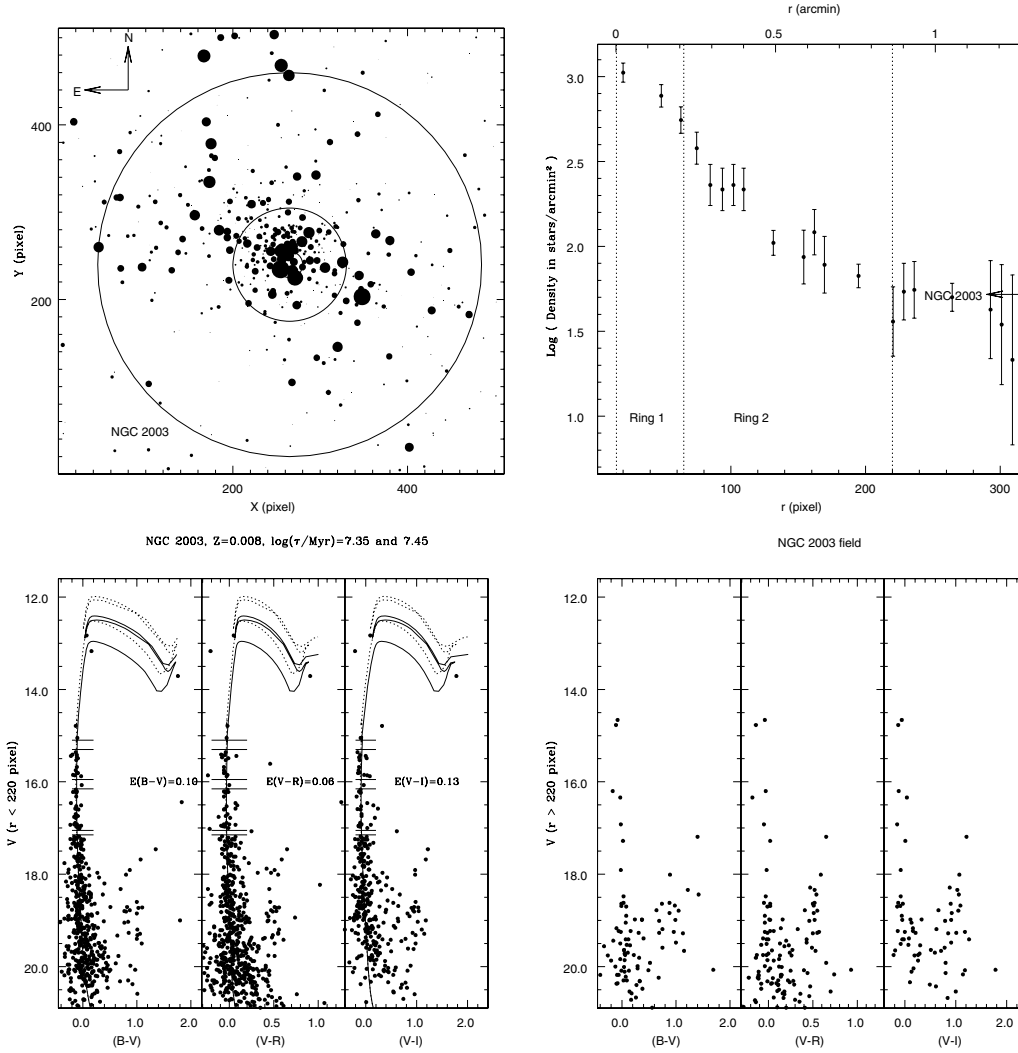 r (arcmin)
0 0.5 1
N
E
400
200
Y (pixel)
NGC 2003
200 400
X (pixel)
3.0
2.5
2.0
1.5
1.0
Log ( Density in stars/arcmin² )
NGC 2003
Ring 1 Ring 2
100 200 300
r (pixel)
NGC 2003, Z=0.008, log(τ/Myr)=7.35 and 7.45
12.0
14.0
16.0
18.0
20.0
V (r < 220 pixel)
E(B-V)=0.10 E(V-R)=0.06 E(V-I)=0.13
0.0 1.0 2.0 0.0 0.5 1.0 0.0 1.0 2.0
(B-V) (V-R) (V-I)
NGC 2003 field
12.0
14.0
16.0
18.0
20.0
V (r > 220 pixel)
0.0 1.0 2.0 0.0 0.5 1.0 0.0 1.0 2.0
(B-V) (V-R) (V-I)